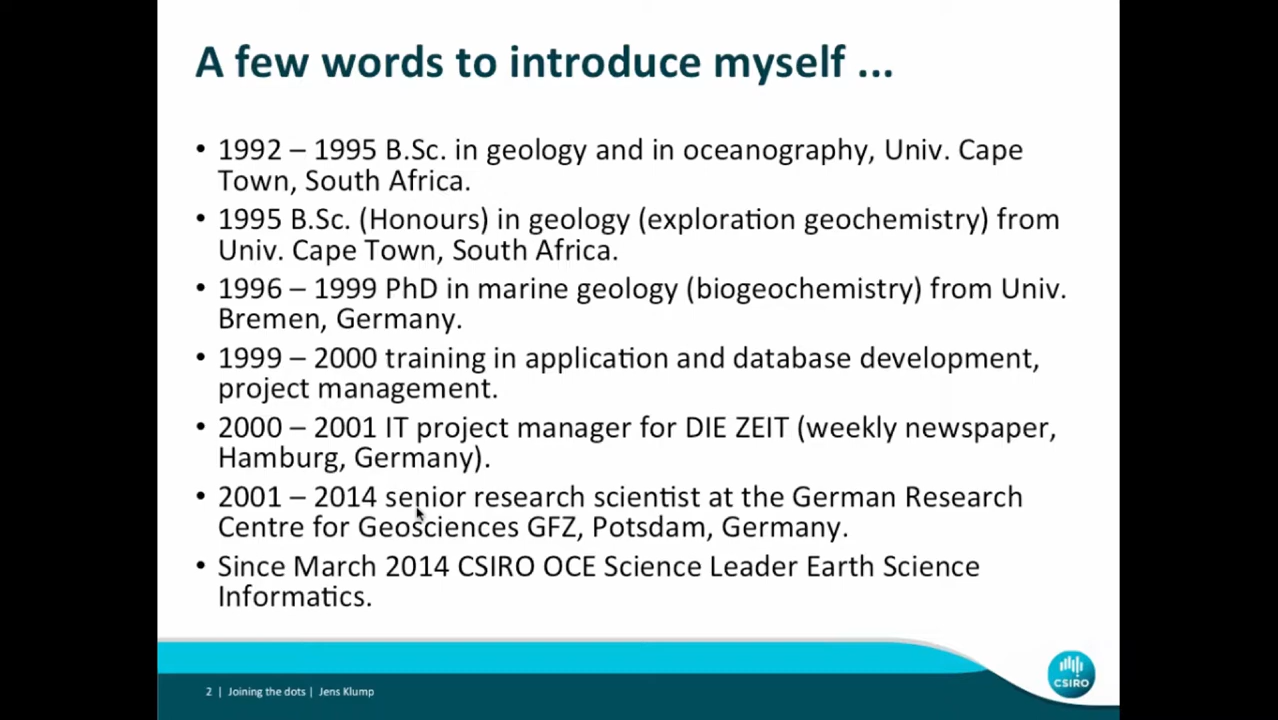 A few words to introduce myself ...
• 1992 – 1995 B.Sc. in geology and in oceanography, Univ. Cape
Town, South Africa.
• 1995 B.Sc. (Honours) in geology (exploration geochemistry) from
Univ. Cape Town, South Africa.
• 1996 – 1999 PhD in marine geology (biogeochemistry) from Univ.
Bremen, Germany.
• 1999 – 2000 training in application and database development,
project management.
• 2000 – 2001 IT project manager for DIE ZEIT (weekly newspaper,
Hamburg, Germany).
• 2001 – 2014 senior research scientist at the German Research
Centre for Geosciences GFZ, Potsdam, Germany.
• Since March 2014 CSIRO OCE Science Leader Earth Science
Informatics.
2 | Joining the dots | Jens Klump
CSIRO